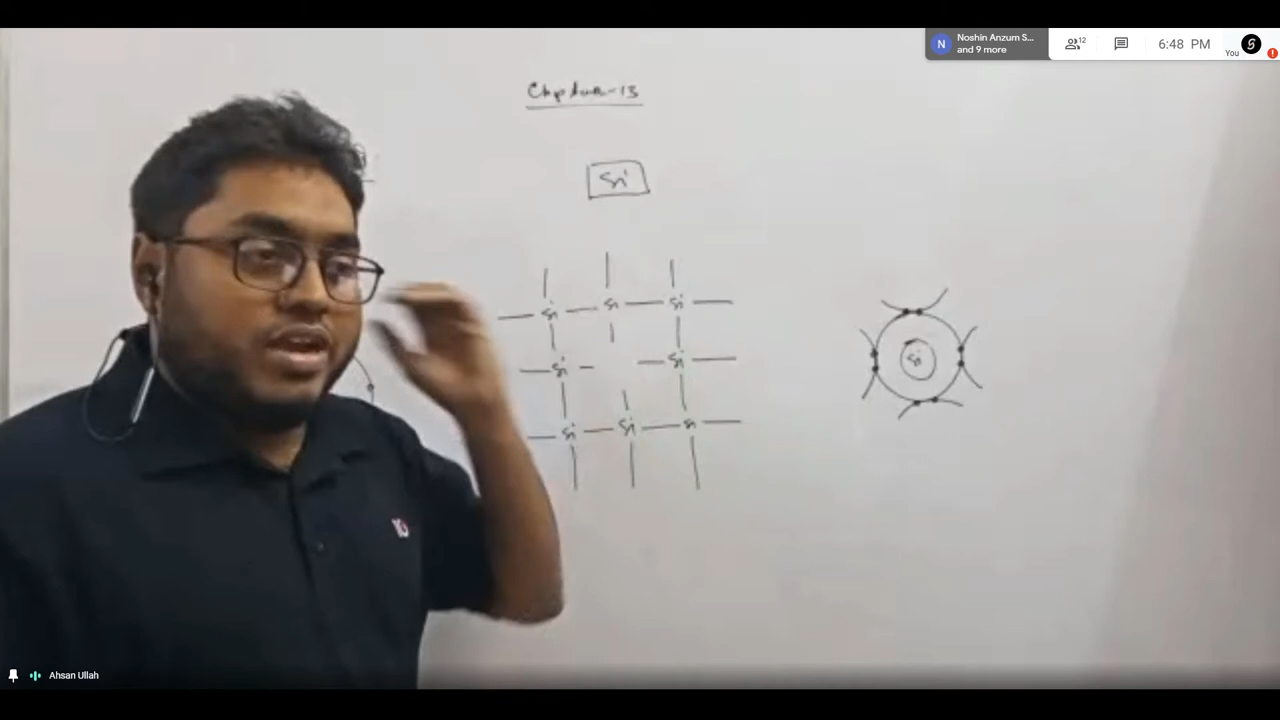 Noshin Anzum S...
and 9 more
N
12
6:48 PM
You
Chapter-13
Si
Si Si Si
Si Si
Si Si Si
Si
10
Ahsan Ullah